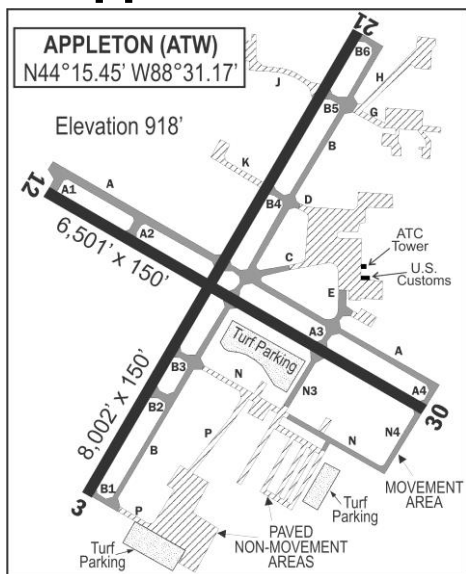 APPLETON (ATW)
N44°15.45' W88°31.17'
Elevation 918'
21
B6
H
J
B5
G
B
K
B4
D
12
A1
A
A2
6,501' x 150'
C
ATC
Tower
U.S.
Customs
E
A3
Turf Parking
A
B3
N
N3
A4
30
8,002' x 150'
B2
P
N4
N
B
MOVEMENT
AREA
B1
3
P
Turf
Parking
PAVED
NON-MOVEMENT
AREAS
Turf
Parking